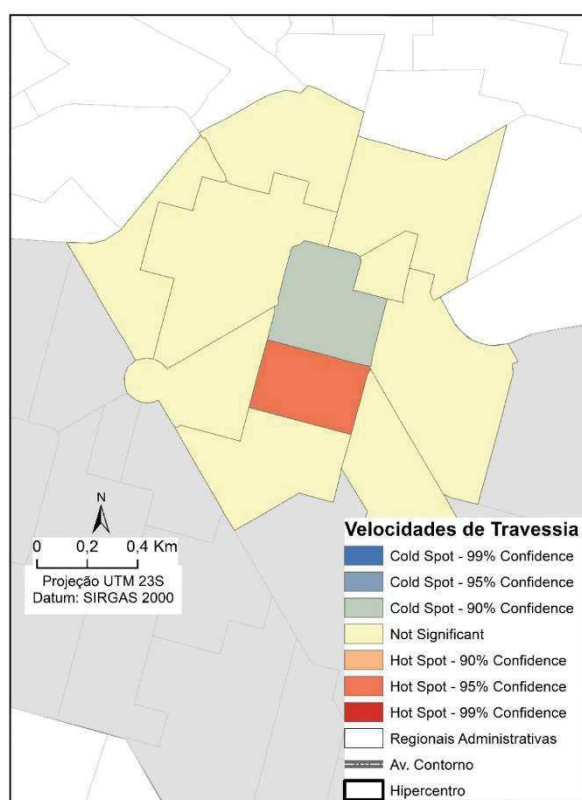 N
0 0,2 0,4 Km
Projeção UTM 23S
Datum: SIRGAS 2000
Velocidades de Travessia
Cold Spot - 99% Confidence
Cold Spot - 95% Confidence
Cold Spot - 90% Confidence
Not Significant
Hot Spot - 90% Confidence
Hot Spot - 95% Confidence
Hot Spot - 99% Confidence
Regionais Administrativas
Av. Contorno
Hipercentro